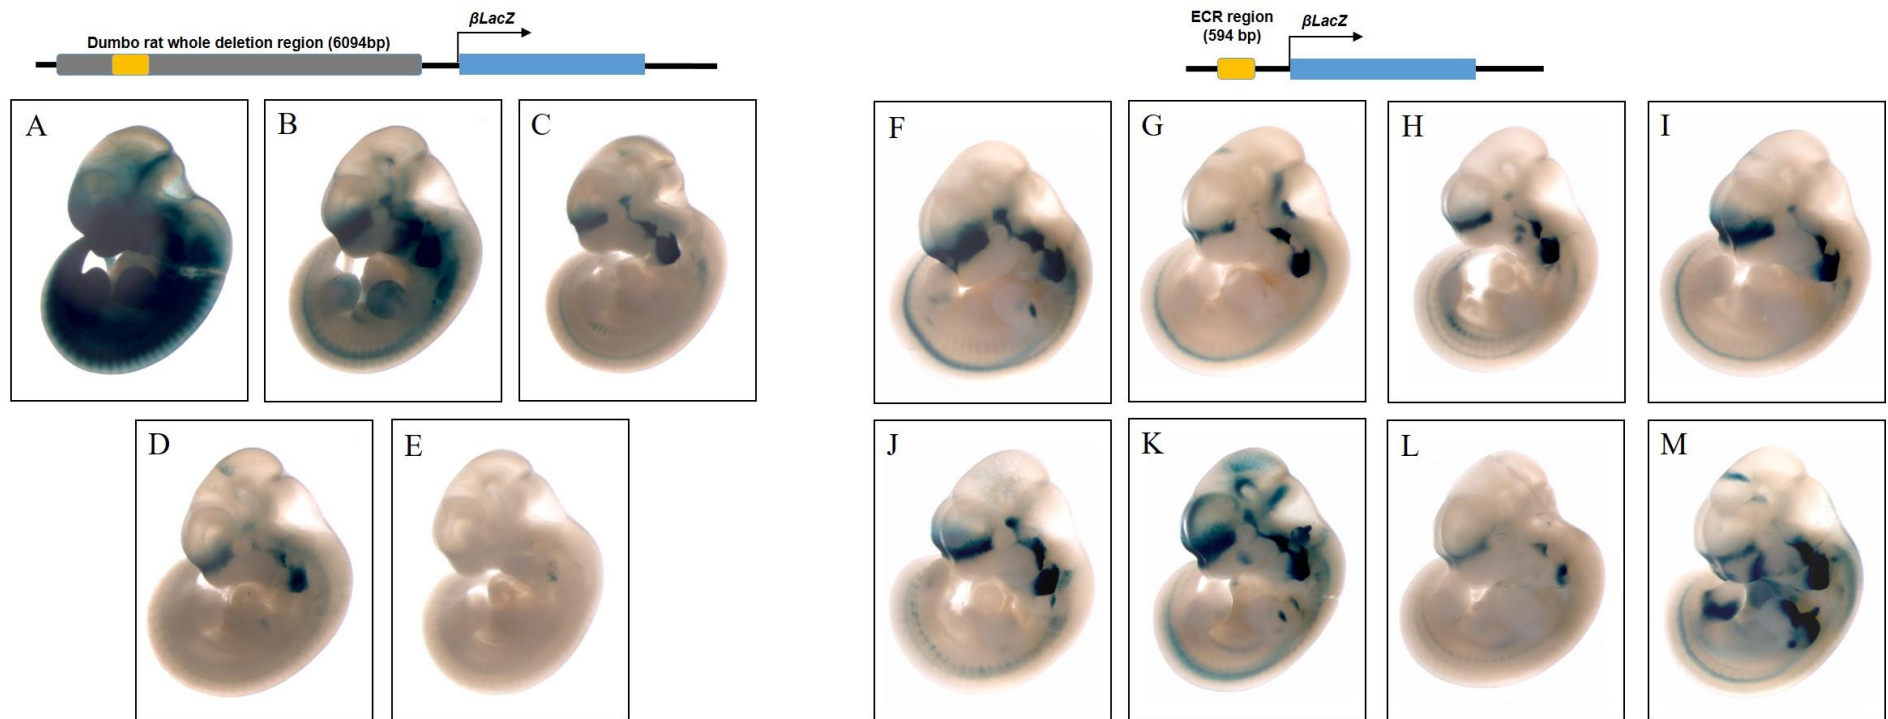 βLacZ
Dumbo rat whole deletion region (6094bp)
ECR region
(594 bp)
βLacZ
A
B
C
D
E
F
G
H
I
J
K
L
M